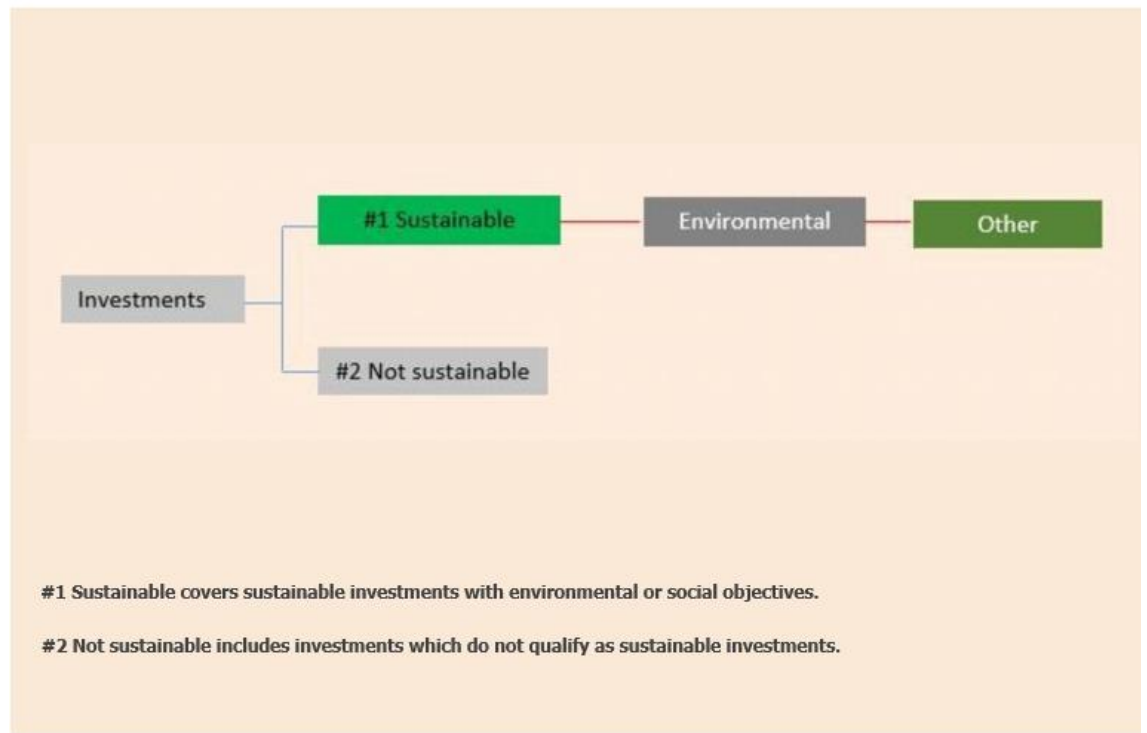 #1 Sustainable
Environmental
Other
Investments
#2 Not sustainable
#1 Sustainable covers sustainable investments with environmental or social objectives.
#2 Not sustainable includes investments which do not qualify as sustainable investments.